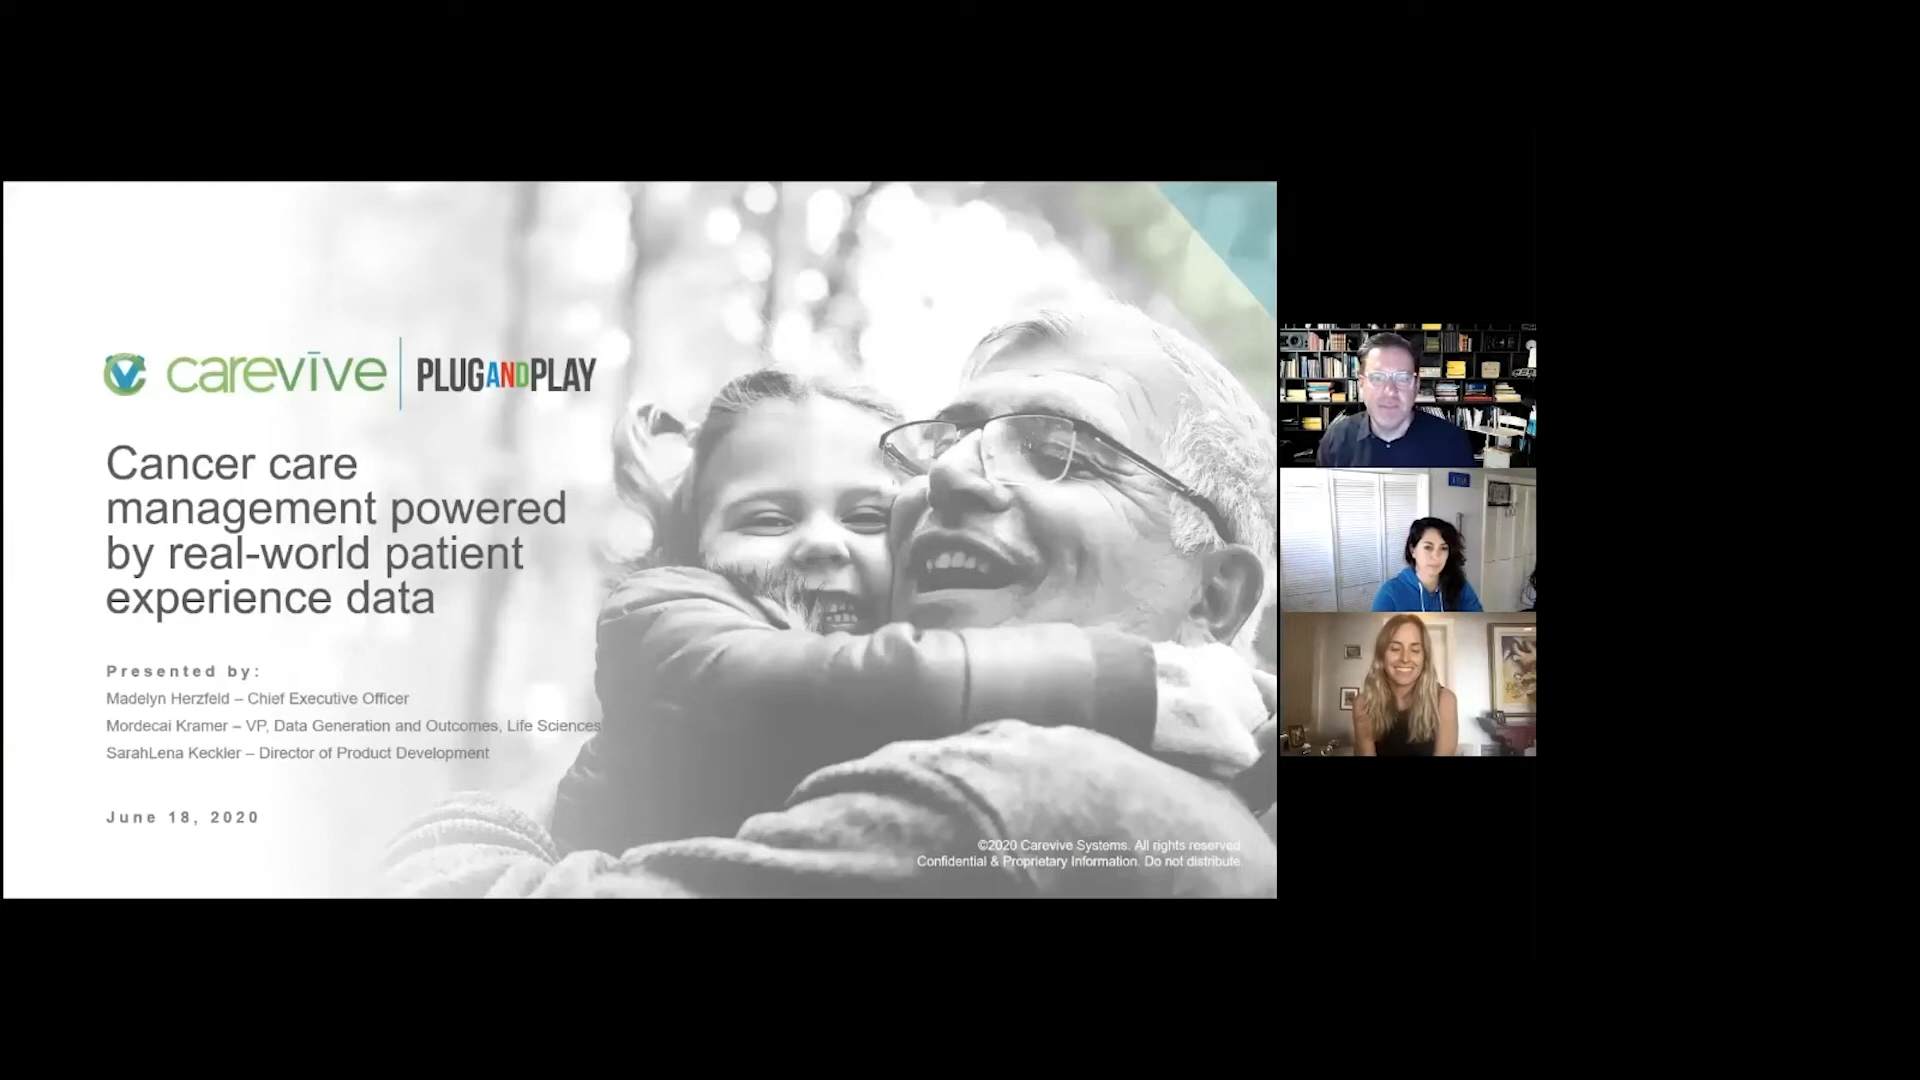 carevive
PLUGANDPLAY
Cancer care
management powered
by real-world patient
experience data
Presented by:
Madelyn Herzfeld – Chief Executive Officer
Mordecai Kramer – VP, Data Generation and Outcomes, Life Sciences
SarahLena Keckler – Director of Product Development
June 18, 2020
©2020 Carevive Systems. All rights reserved
Confidential & Proprietary Information. Do not distribute.